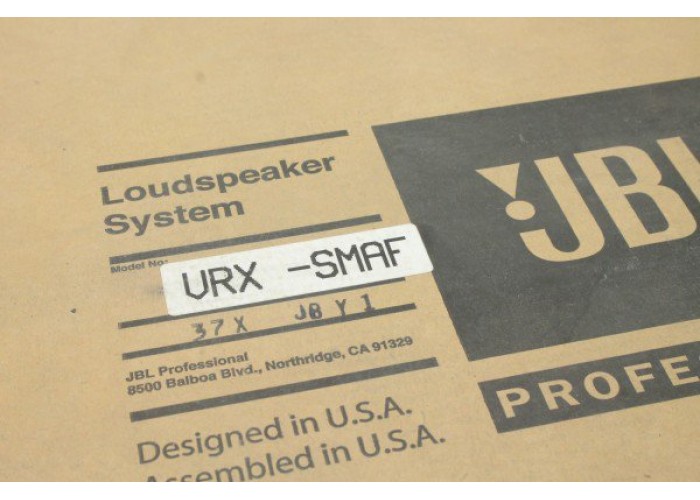 Loudspeaker
System
Model No:
VRX -SMAF
37X JBY1
JBL Professional
8500 Balboa Blvd., Northridge, CA 91329
Designed in U.S.A.
Assembled in U.S.A.
JBL
PROFE